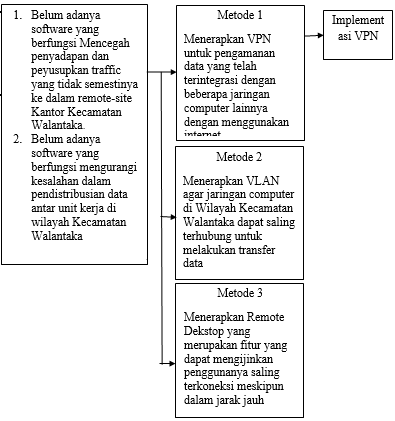 1. Belum adanya
software yang
berfungsi Mencegah
penyadapan dan
peyusupkan traffic
yang tidak semestinya
ke dalam remote-site
Kantor Kecamatan
Walantaka.
2. Belum adanya
software yang
berfungsi mengurangi
kesalahan dalam
pendistribusian data
antar unit kerja di
wilayah Kecamatan
Walantaka
Metode 1
Menerapkan VPN
untuk pengamanan
data yang telah
terintegrasi dengan
beberapa jaringan
computer lainnya
dengan menggunakan
internet
Implement
asi VPN
Metode 2
Menerapkan VLAN
agar jaringan computer
di Wilayah Kecamatan
Walantaka dapat saling
terhubung untuk
melakukan transfer
data
Metode 3
Menerapkan Remote
Dekstop yang
merupakan fitur yang
dapat mengijinkan
penggunanya saling
terkoneksi meskipun
dalam jarak jauh